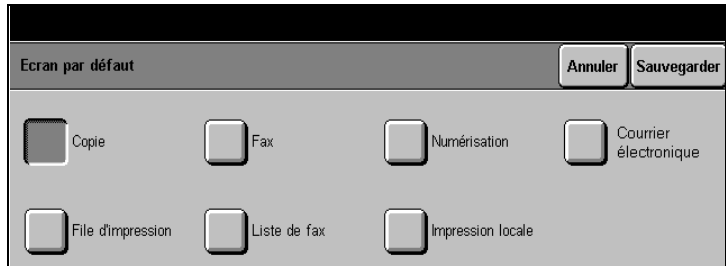 Ecran par défaut
Annuler
Sauvegarder
Copie
Fax
Numérisation
Courrier
électronique
File d'impression
Liste de fax
Impression locale